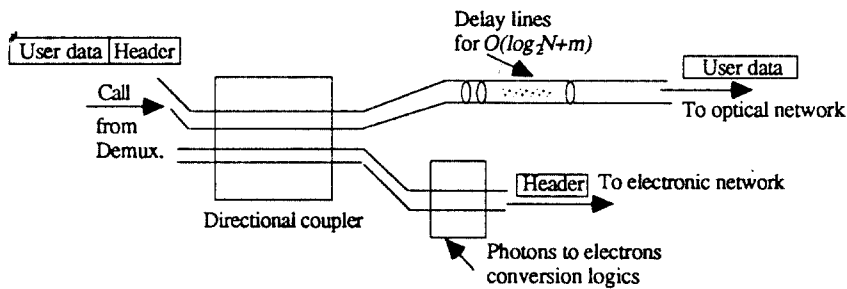 Delay lines
for O(log₂N+m)
User data Header
User data
Call
from
Demux.
To optical network
Header To electronic network
Directional coupler
Photons to electrons
conversion logics